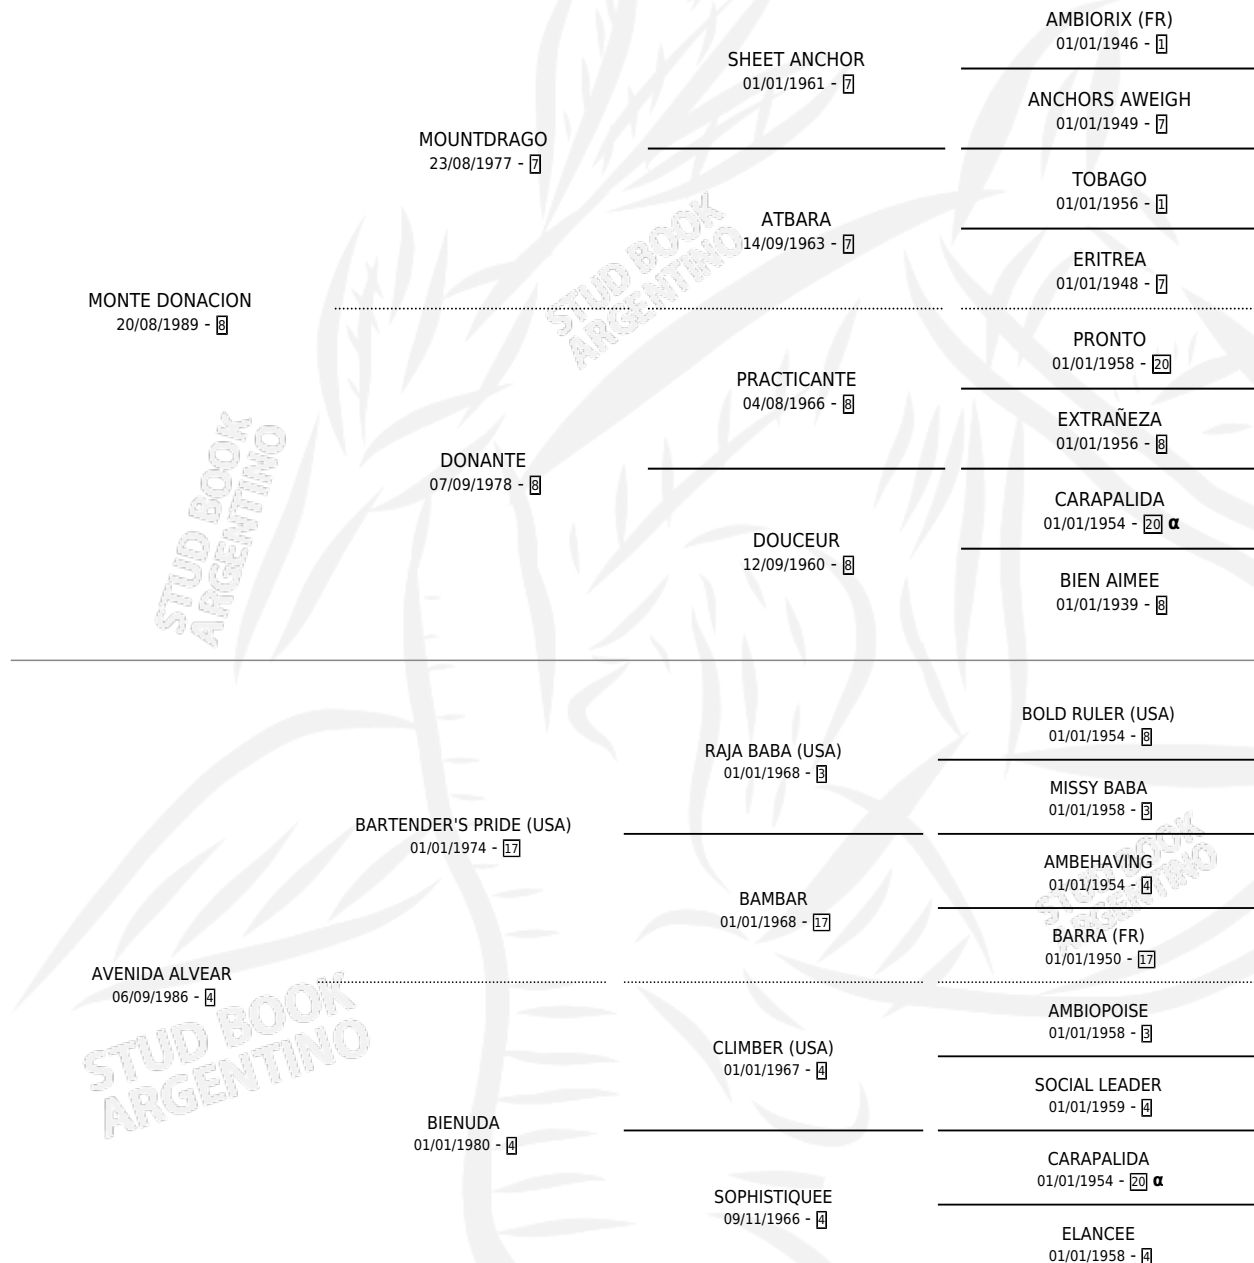 AMBIORIX (FR)
01/01/1946 - 1
SHEET ANCHOR
01/01/1961 - 7
ANCHORS AWEIGH
01/01/1949 - 7
MOUNTDRAGO
23/08/1977 - 7
TOBAGO
01/01/1956 - 1
ATBARA
14/09/1963 - 7
ERITREA
01/01/1948 - 7
MONTE DONACION
20/08/1989 - 8
PRONTO
01/01/1958 - 20
PRACTICANTE
04/08/1966 - 8
EXTRAÑEZA
01/01/1956 - 8
DONANTE
07/09/1978 - 8
CARAPALIDA
01/01/1954 - 20 α
DOUCEUR
12/09/1960 - 8
BIEN AIMEE
01/01/1939 - 8
STUD BOOK
ARGENTINO
STUD BOOK
ARGENTINO
BOLD RULER (USA)
01/01/1954 - 8
RAJA BABA (USA)
01/01/1968 - 3
MISSY BABA
01/01/1958 - 3
BARTENDER'S PRIDE (USA)
01/01/1974 - 17
AMBEHAVING
01/01/1954 - 4
BAMBAR
01/01/1968 - 17
BARRA (FR)
01/01/1950 - 17
AVENIDA ALVEAR
06/09/1986 - 4
AMBIOPOISE
01/01/1958 - 3
CLIMBER (USA)
01/01/1967 - 4
SOCIAL LEADER
01/01/1959 - 4
BIENUDA
01/01/1980 - 4
CARAPALIDA
01/01/1954 - 20 α
SOPHISTIQUEE
09/11/1966 - 4
ELANCEE
01/01/1958 - 4
STUD BOOK
ARGENTINO
STUD BOOK
ARGENTINO